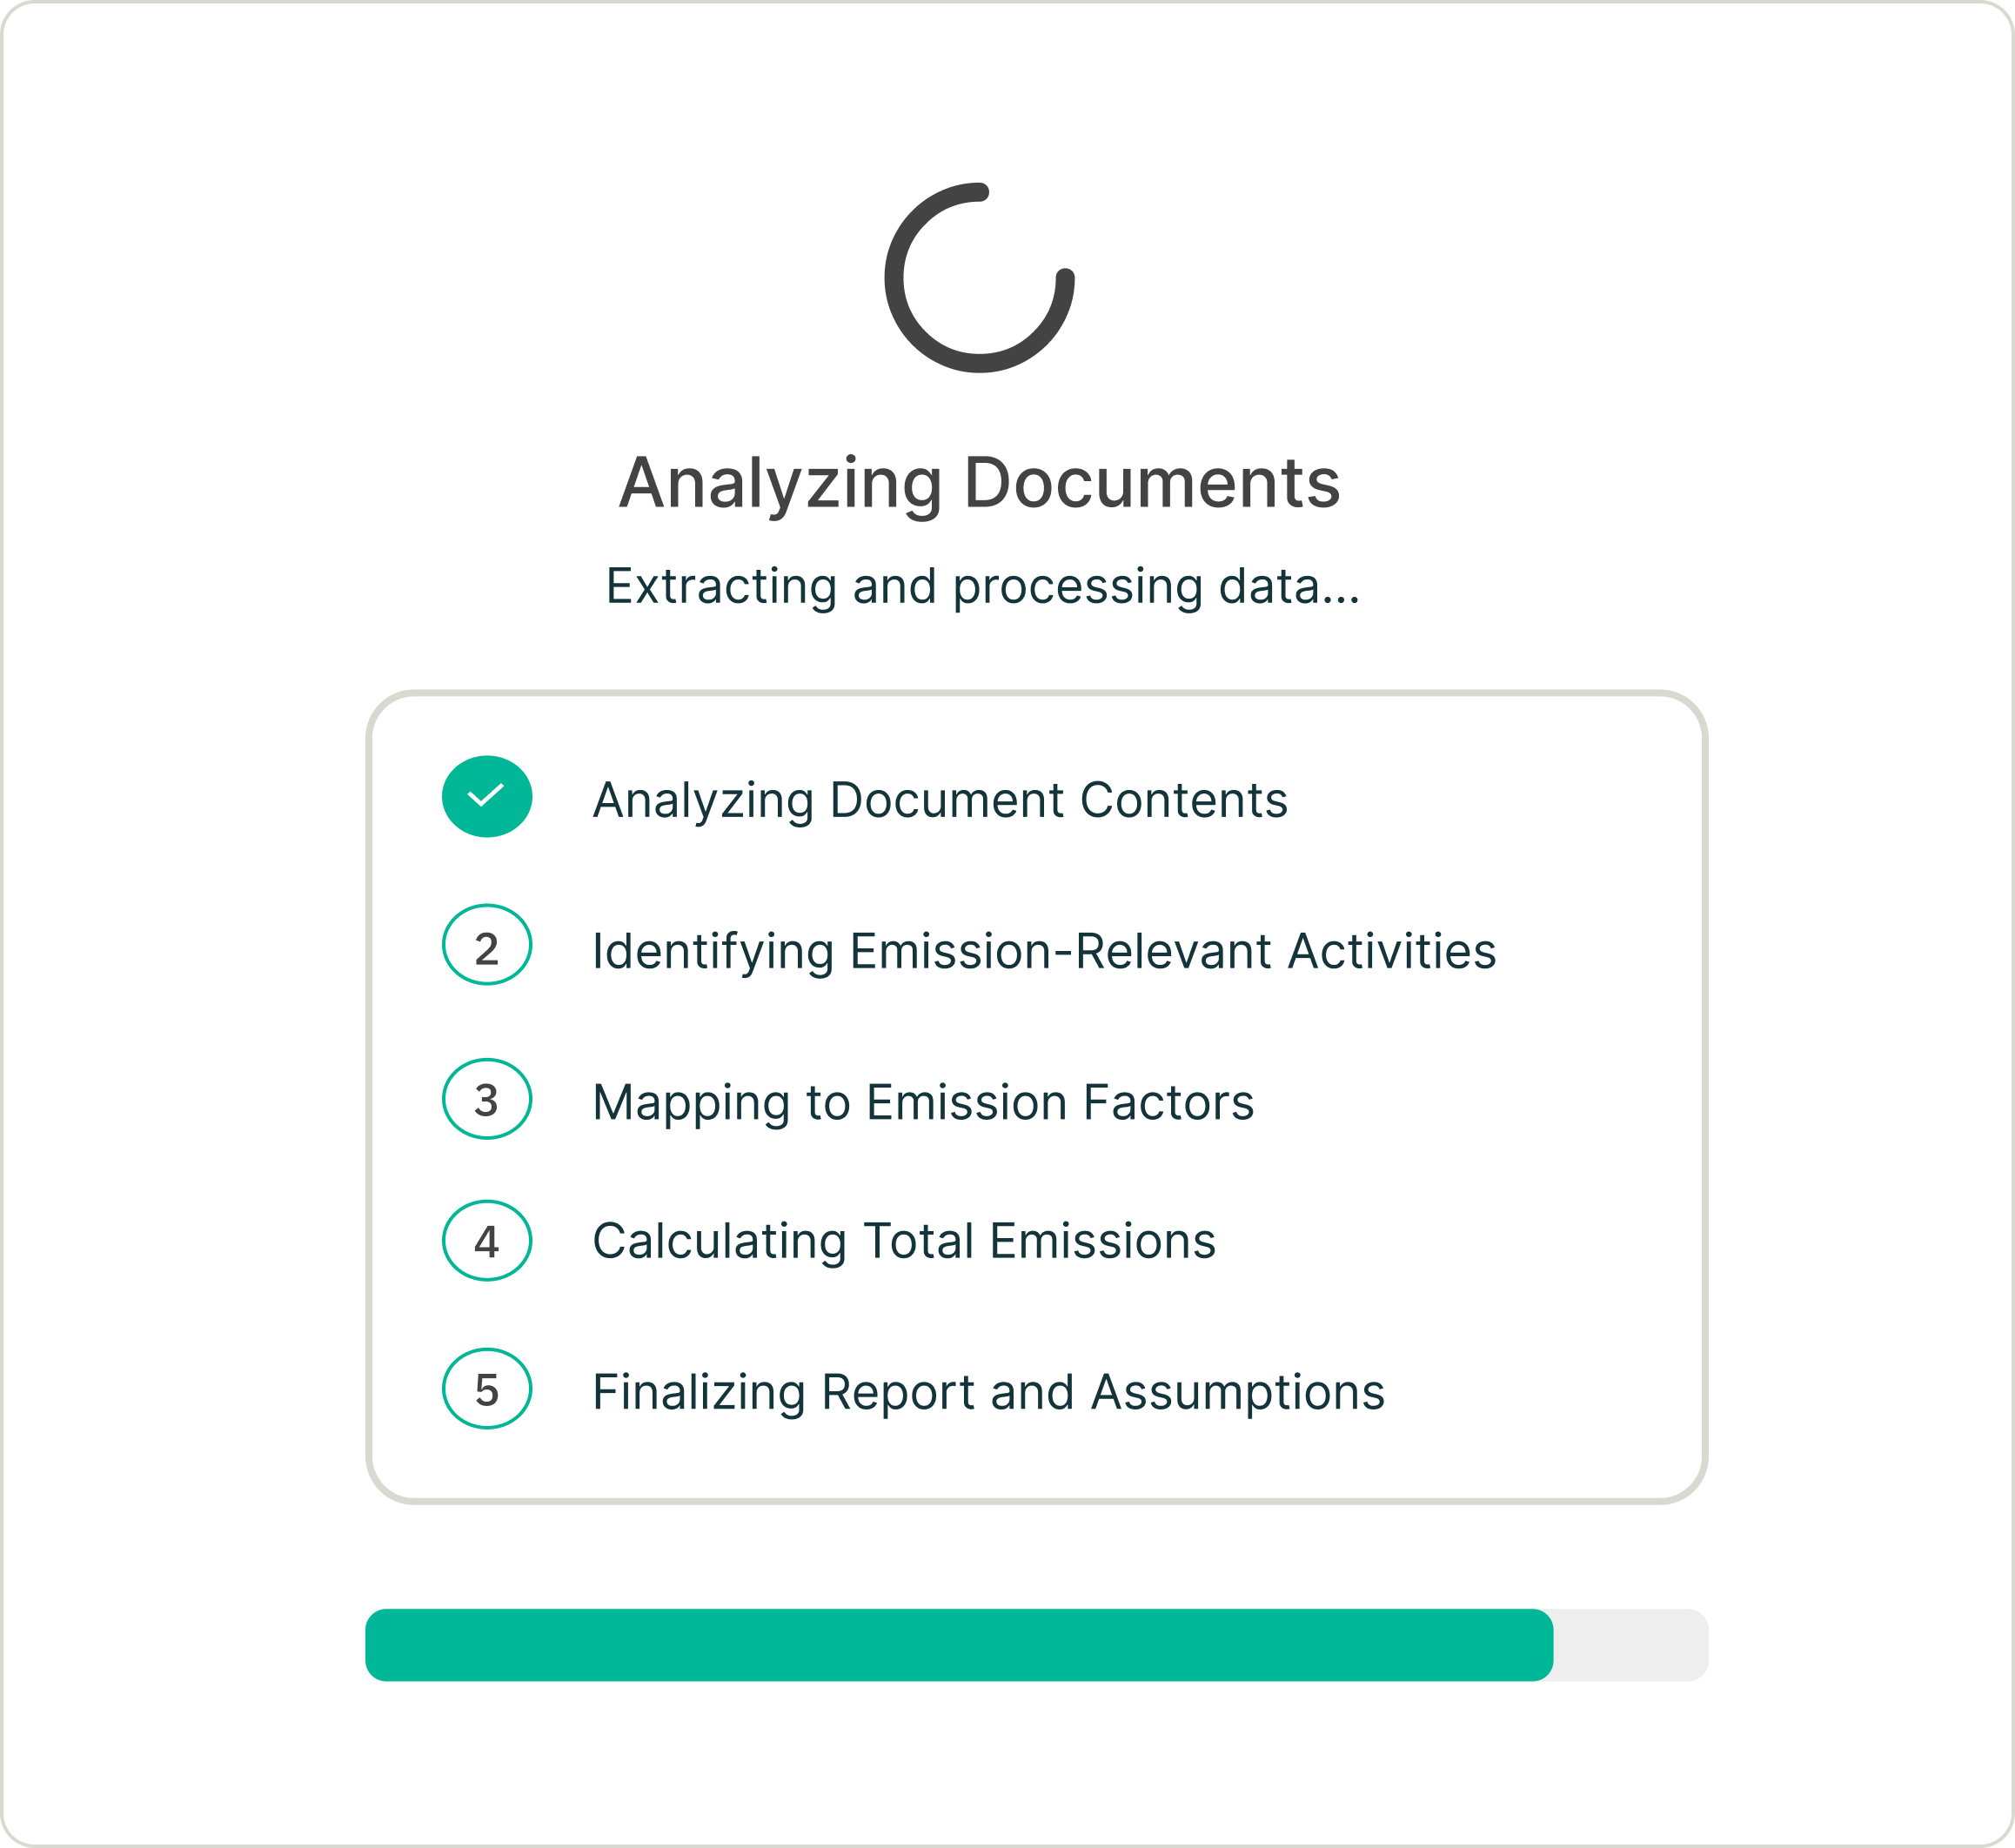 Analyzing Documents
Extracting and processing data...
Analyzing Document Contents
2 Identifying Emission-Relevant Activities
3 Mapping to Emission Factors
4 Calculating Total Emissions
5 Finalizing Report and Assumptions